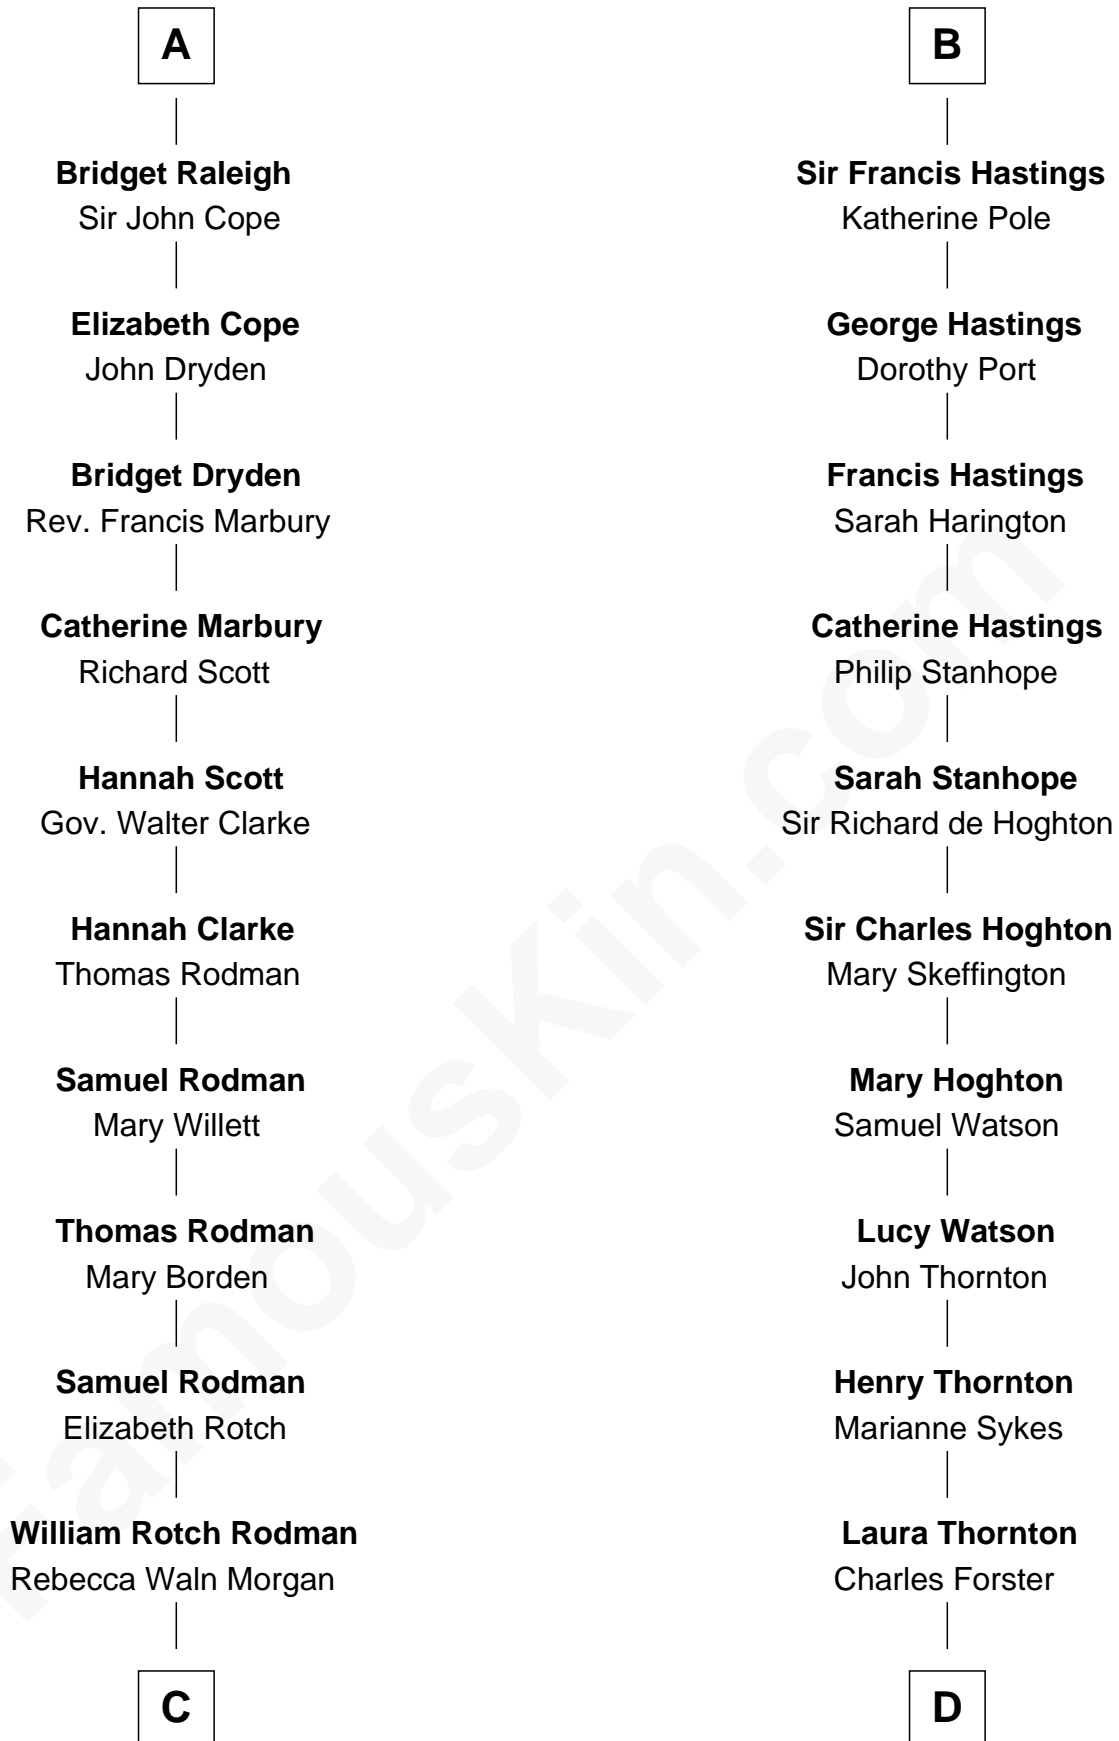 A
Bridget Raleigh
Sir John Cope
Elizabeth Cope
John Dryden
Bridget Dryden
Rev. Francis Marbury
Catherine Marbury
Richard Scott
Hannah Scott
Gov. Walter Clarke
Hannah Clarke
Thomas Rodman
Samuel Rodman
Mary Willett
Thomas Rodman
Mary Borden
Samuel Rodman
Elizabeth Rotch
William Rotch Rodman
Rebecca Waln Morgan
C
B
Sir Francis Hastings
Katherine Pole
George Hastings
Dorothy Port
Francis Hastings
Sarah Harington
Catherine Hastings
Philip Stanhope
Sarah Stanhope
Sir Richard de Hoghton
Sir Charles Hoghton
Mary Skeffington
Mary Hoghton
Samuel Watson
Lucy Watson
John Thornton
Henry Thornton
Marianne Sykes
Laura Thornton
Charles Forster
D
FamousKin.com